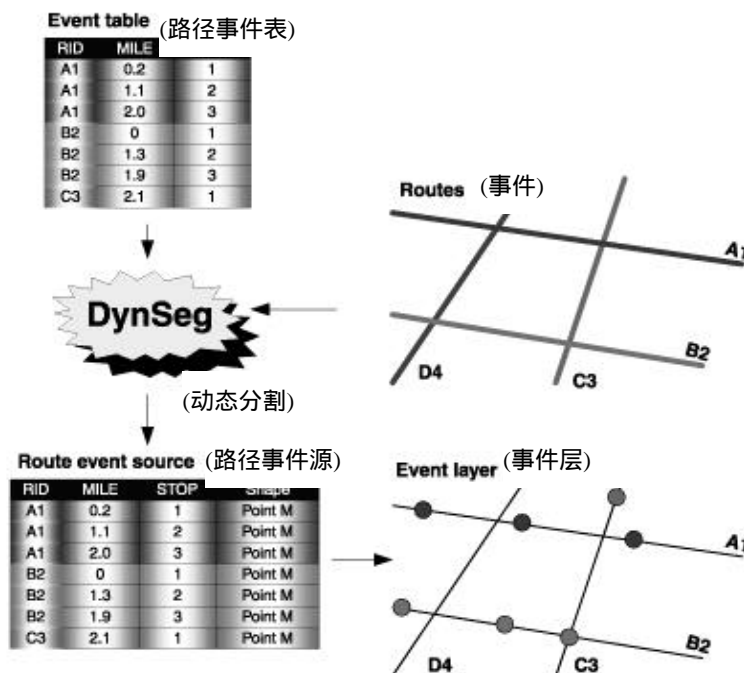 Event table (路径事件表)
RID MILE
A1 0.2 1
A1 1.1 2
A1 2.0 3
B2 0 1
B2 1.3 2
B2 1.9 3
C3 2.1 1
Routes (事件)
A1
B2
D4
C3
DynSeg
(动态分割)
Route event source (路径事件源)
RID MILE STOP Shape
A1 0.2 1 Point M
A1 1.1 2 Point M
A1 2.0 3 Point M
B2 0 1 Point M
B2 1.3 2 Point M
B2 1.9 3 Point M
C3 2.1 1 Point M
Event layer (事件层)
A1
B2
D4
C3